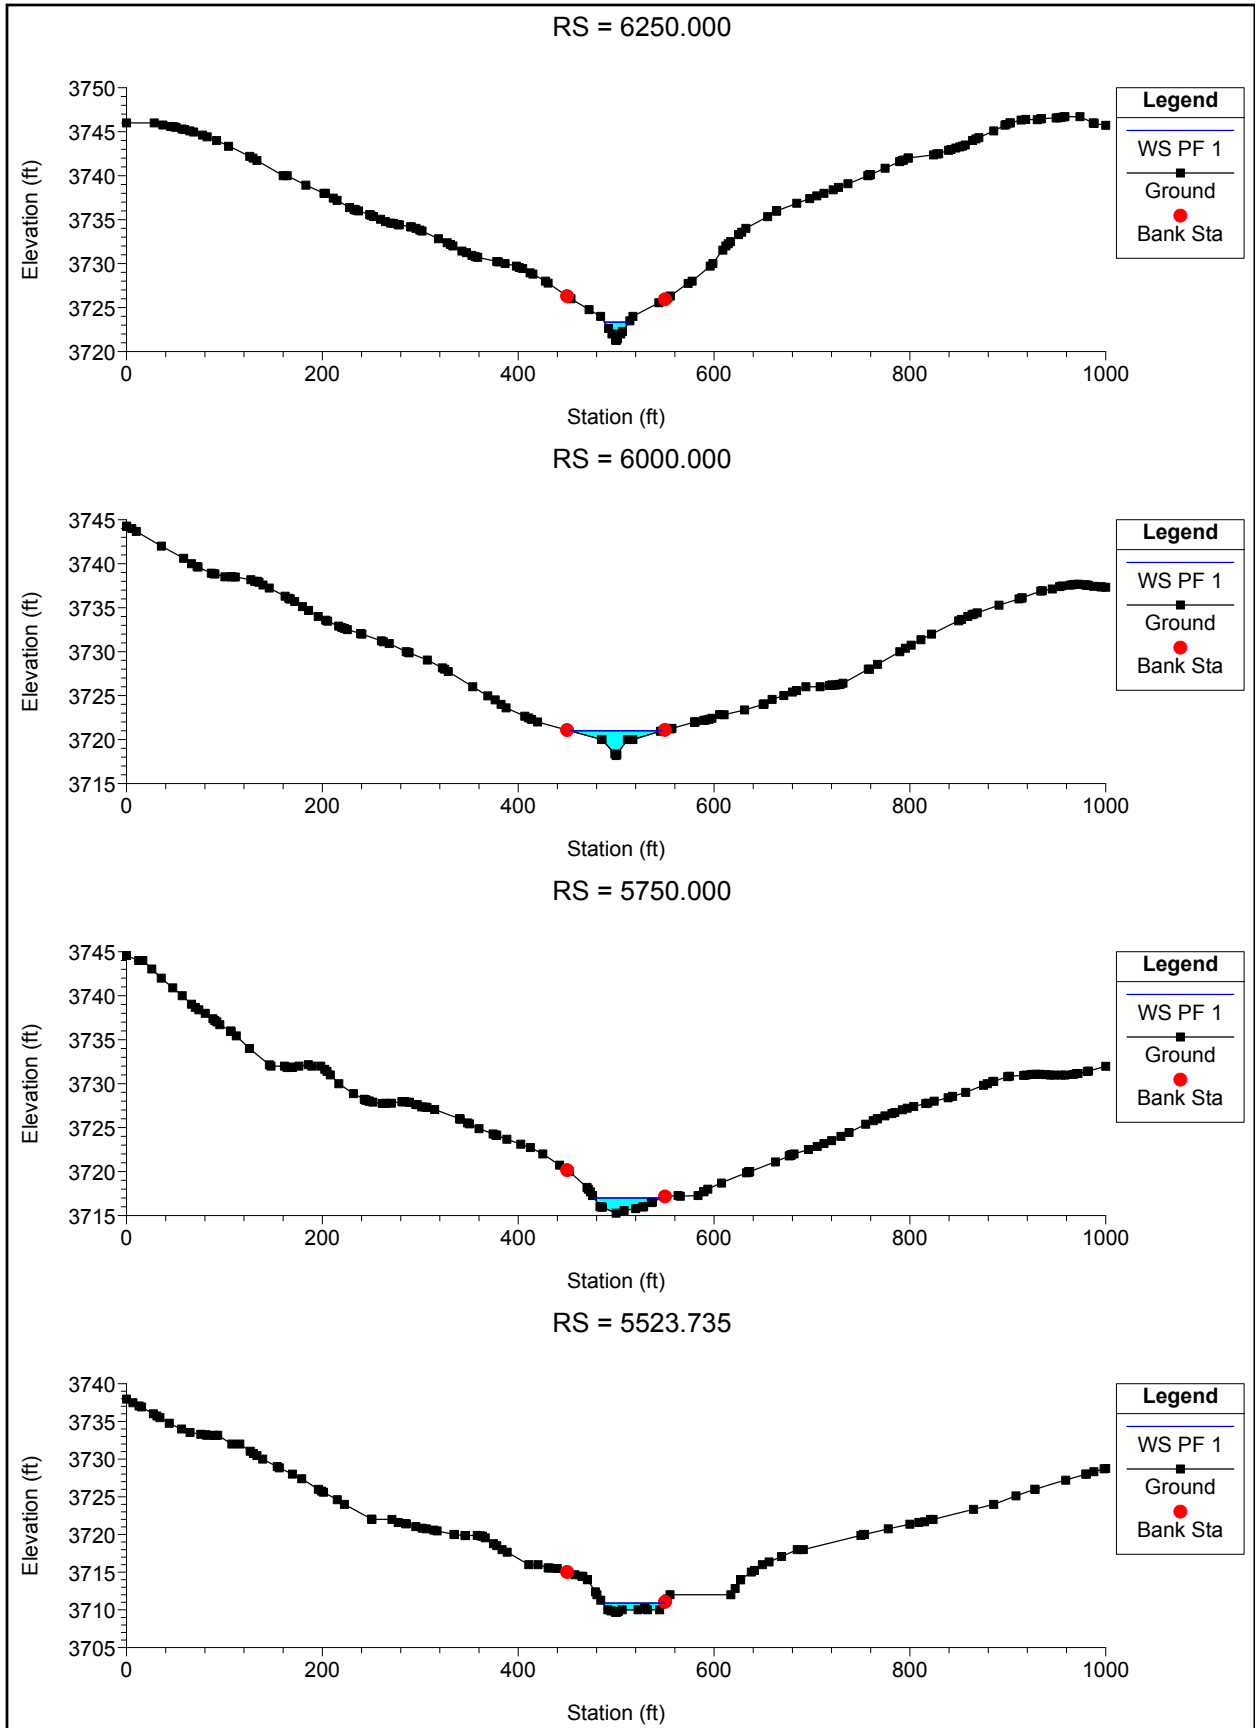 RS = 6250.000
Elevation (ft)
3750
3745
3740
3735
3730
3725
3720
0 200 400 600 800 1000
Station (ft)
Legend
WS PF 1
Ground
Bank Sta
RS = 6000.000
Elevation (ft)
3745
3740
3735
3730
3725
3720
3715
0 200 400 600 800 1000
Station (ft)
Legend
WS PF 1
Ground
Bank Sta
RS = 5750.000
Elevation (ft)
3745
3740
3735
3730
3725
3720
3715
0 200 400 600 800 1000
Station (ft)
Legend
WS PF 1
Ground
Bank Sta
RS = 5523.735
Elevation (ft)
3740
3735
3730
3725
3720
3715
3710
3705
0 200 400 600 800 1000
Station (ft)
Legend
WS PF 1
Ground
Bank Sta